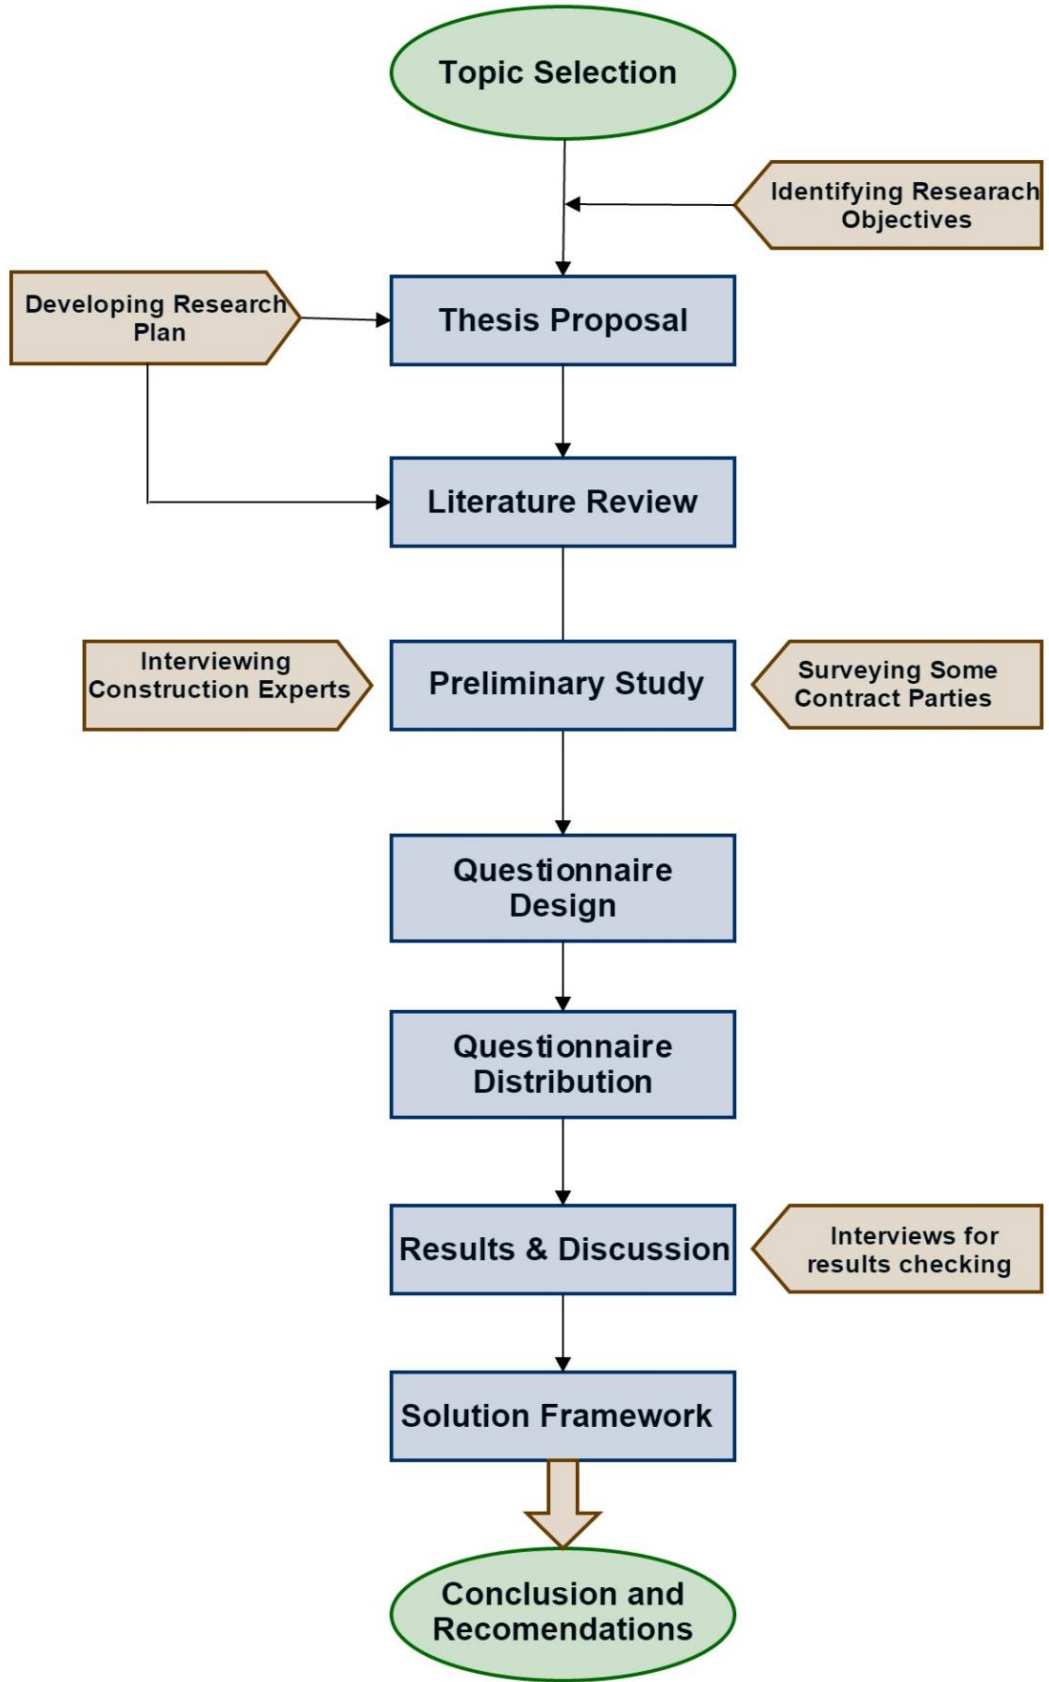 Topic Selection
Identifying Researach
Objectives
Developing Research
Plan
Thesis Proposal
Literature Review
Interviewing
Construction Experts
Preliminary Study
Surveying Some
Contract Parties
Questionnaire
Design
Questionnaire
Distribution
Results & Discussion
Interviews for
results checking
Solution Framework
Conclusion and
Recomendations